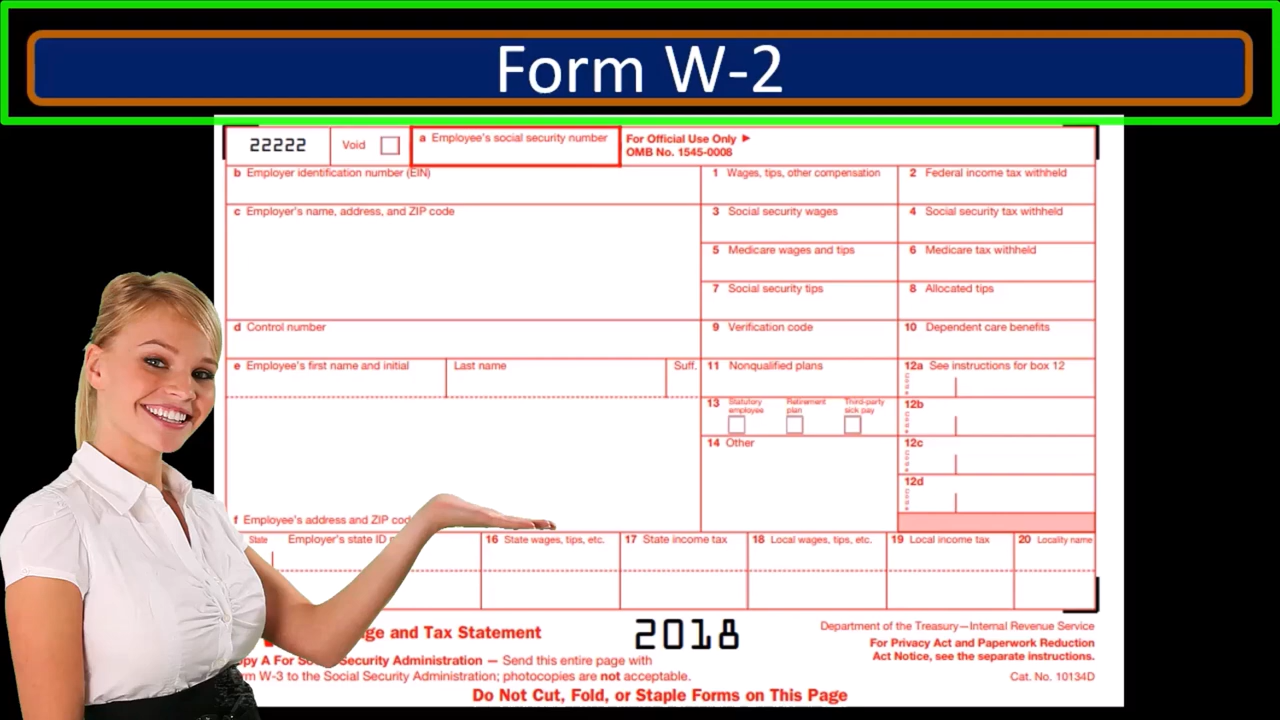 Form W-2
22222 Void a Employee's social security number For Official Use Only ►
OMB No. 1545-0008
b Employer identification number (EIN) 1 Wages, tips, other compensation 2 Federal income tax withheld
c Employer's name, address, and ZIP code 3 Social security wages 4 Social security tax withheld
5 Medicare wages and tips 6 Medicare tax withheld
7 Social security tips 8 Allocated tips
d Control number 9 Verification code 10 Dependent care benefits
e Employee's first name and initial Last name Suff. 11 Nonqualified plans 12a See instructions for box 12
13 Statutory employee Retirement plan Third-party sick pay 12b
14 Other 12c
12d
f Employee's address and ZIP
State Employer's state ID 16 State wages, tips, etc. 17 State income tax 18 Local wages, tips, etc. 19 Local income tax 20 Locality name
and Tax Statement 2018 Department of the Treasury—Internal Revenue Service
For Privacy Act and Paperwork Reduction
Act Notice, see the separate instructions.
A For Security Administration — Send this entire page with
W-3 to the Social Security Administration; photocopies are not acceptable. Cat. No. 10134D
Do Not Cut, Fold, or Staple Forms on This Page